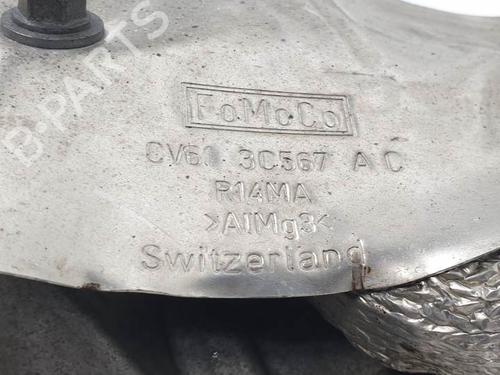 B-PARTS
FoMoCo
CV61 3C567 AC
R14MA
>AlMg3<
Switzerland